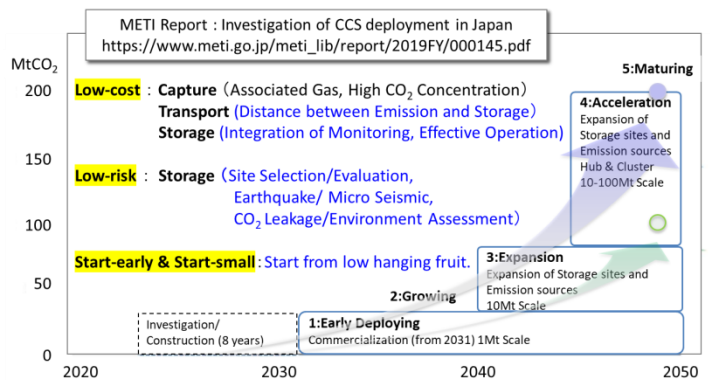 METI Report : Investigation of CCS deployment in Japan
https://www.meti.go.jp/meti_lib/report/2019FY/000145.pdf
MtCO₂
5:Maturing
200
Low-cost : Capture (Associated Gas, High CO₂ Concentration)
Transport (Distance between Emission and Storage)
Storage (Integration of Monitoring, Effective Operation)
4:Acceleration
Expansion of
Storage sites and
Emission sources
Hub & Cluster
10-100Mt Scale
150
Low-risk : Storage (Site Selection/Evaluation,
Earthquake/ Micro Seismic,
CO₂ Leakage/Environment Assessment)
100
Start-early & Start-small: Start from low hanging fruit.
3:Expansion
Expansion of Storage sites and
Emission sources
10Mt Scale
50
2:Growing
Investigation/
Construction (8 years)
1:Early Deploying
Commercialization (from 2031) 1Mt Scale
0
2020
2030
2040
2050